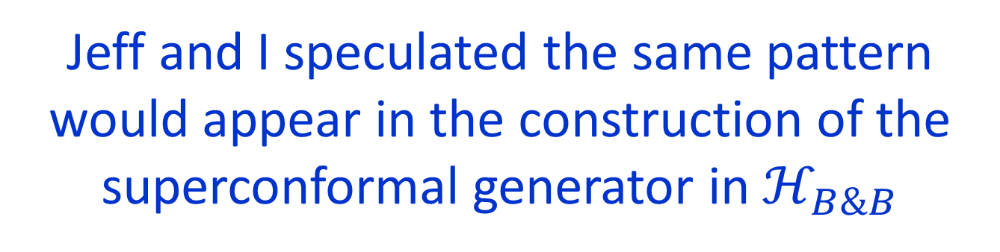 Jeff and I speculated the same pattern
would appear in the construction of the
superconformal generator in ℋ_{B&B}